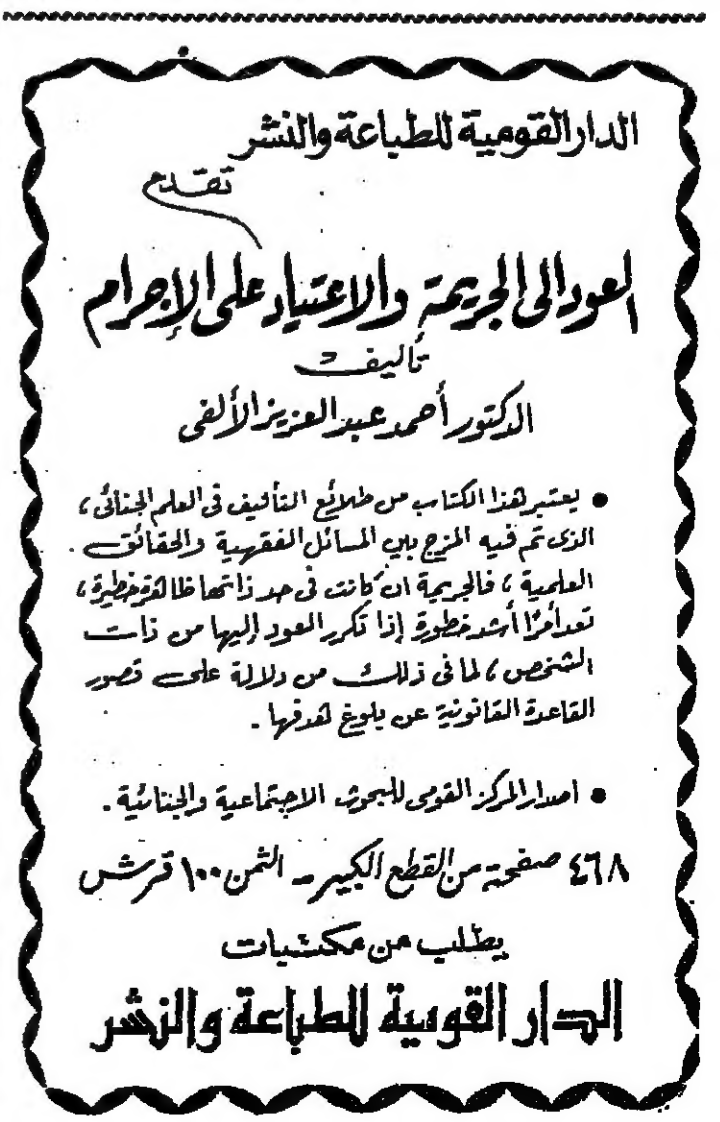 الدار القومية للطباعة والنشر
تقدم
العود الى الجريمة والاعتياد على الإجرام
تأليف
الدكتور أحمد عبد العزيز الألفى
• يعتبر هذا الكتاب من طلائع التأليف فى العلم الجنائى،
الذى تم فيه المزج بين المسائل الفقهية والحقائق
العلمية، فالجريمة ان كانت فى حد ذاتها ظاهرة خطيرة،
تعد أمرًا أشد خطورة إذا تكرر العود إليها من ذات
الشخص، لما فى ذلك من دلالة على قصور
القاعدة القانونية عن بلوغ هدفها.
• اصدار المركز القومى للبحوث الاجتماعية والجنائية.
٤٦٨ صفحة من القطع الكبير - الثمن ١٠٠ قرش
يطلب من مكتبات
الدار القومية للطباعة والنشر